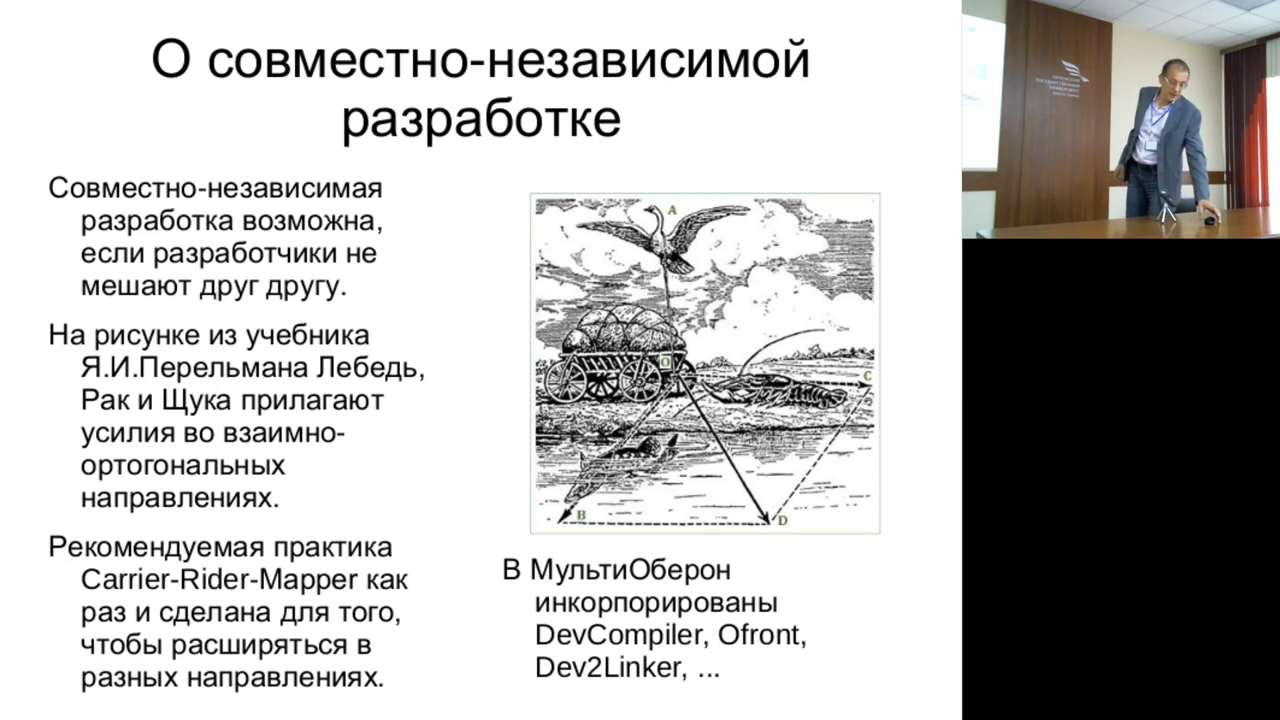 О совместно-независимой
разработке
Совместно-независимая
разработка возможна,
если разработчики не
мешают друг другу.
На рисунке из учебника
Я.И.Перельмана Лебедь,
Рак и Щука прилагают
усилия во взаимно-
ортогональных
направлениях.
Рекомендуемая практика
Carrier-Rider-Mapper как
раз и сделана для того,
чтобы расширяться в
разных направлениях.
A
O
C
B
D
В МультиОберон
инкорпорированы
DevCompiler, Ofront,
Dev2Linker, ...
ГОСУДАРСТВЕННЫЙ
УНИВЕРСИТЕТ